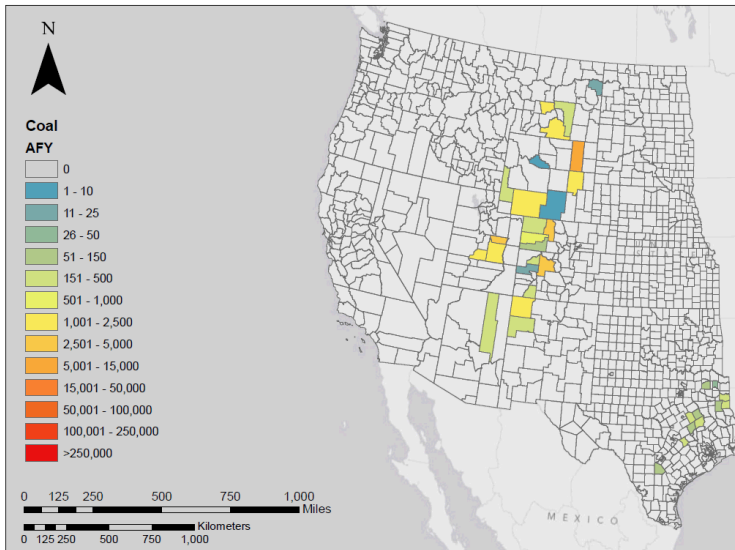 N
Coal
AFY
0
1 - 10
11 - 25
26 - 50
51 - 150
151 - 500
501 - 1,000
1,001 - 2,500
2,501 - 5,000
5,001 - 15,000
15,001 - 50,000
50,001 - 100,000
100,001 - 250,000
>250,000
0 125 250 500 750 1,000
Miles
Kilometers
0 125 250 500 750 1,000
MEXICO